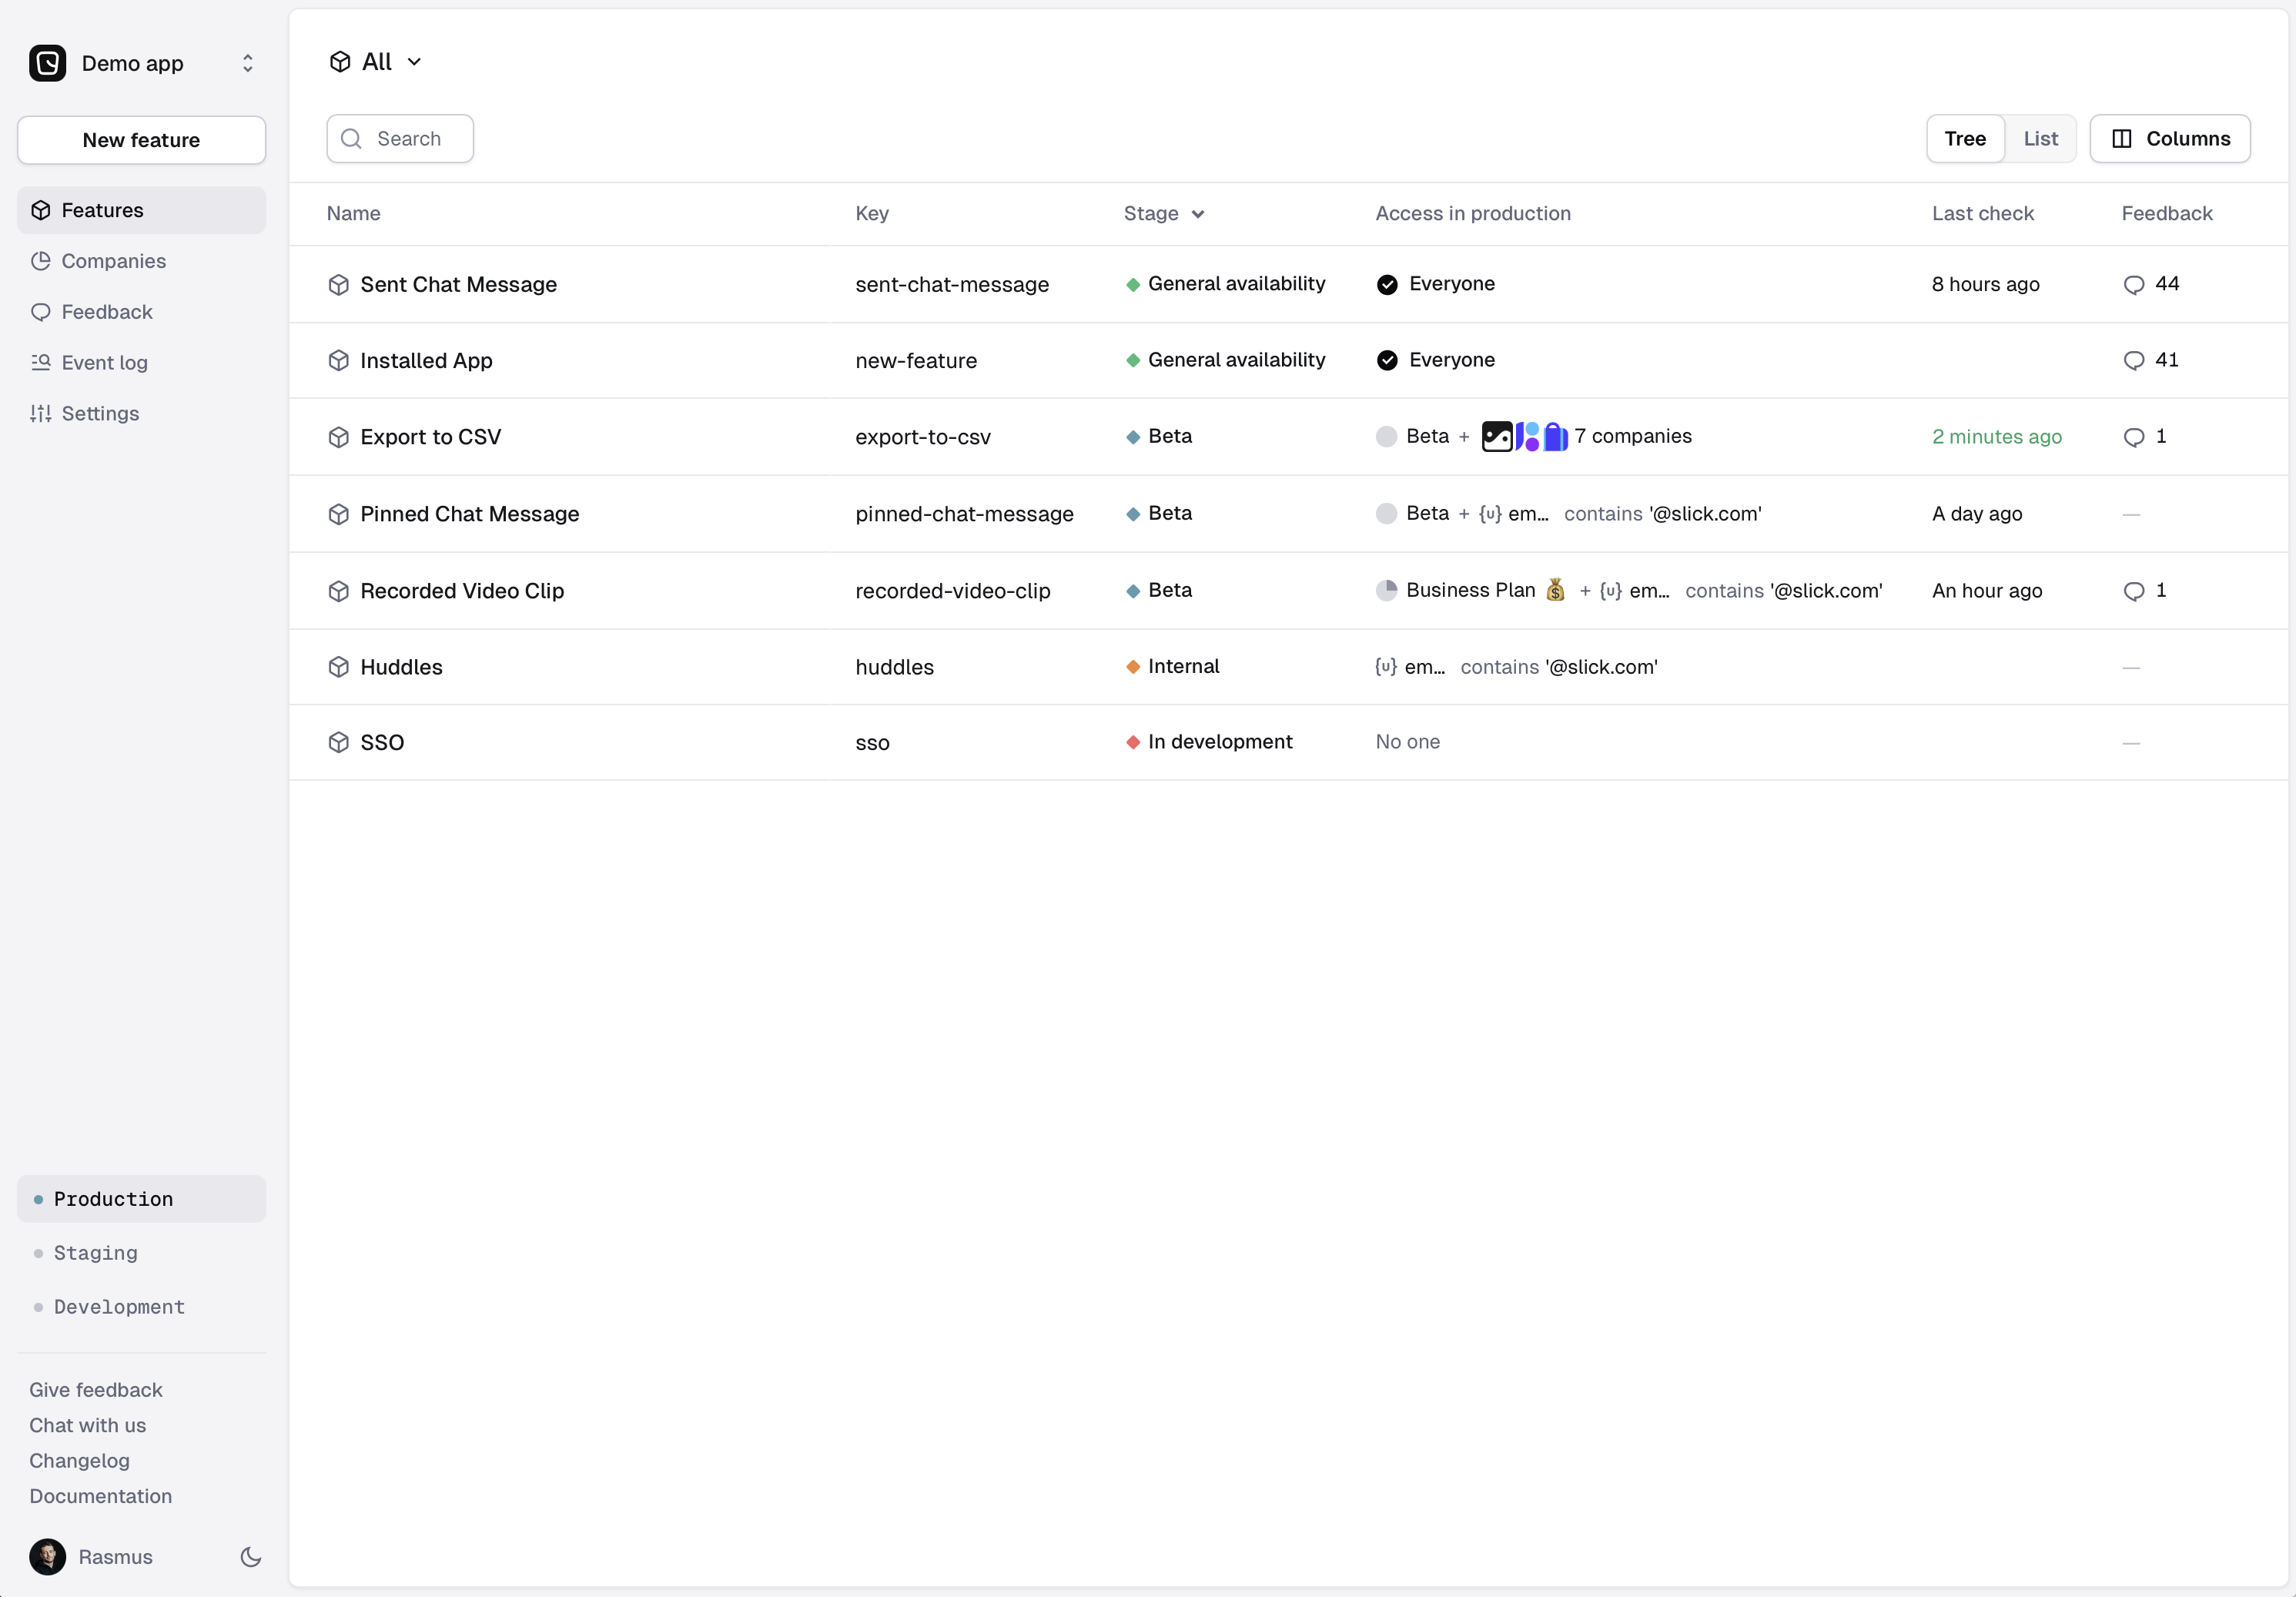 Demo app
New feature
Features
Companies
Feedback
Event log
Settings
Production
Staging
Development
Give feedback
Chat with us
Changelog
Documentation
Rasmus
All
Search
Tree List Columns
Name Key Stage Access in production Last check Feedback
Sent Chat Message sent-chat-message General availability Everyone 8 hours ago 44
Installed App new-feature General availability Everyone 41
Export to CSV export-to-csv Beta Beta + 7 companies 2 minutes ago 1
Pinned Chat Message pinned-chat-message Beta Beta + {u} em... contains '@slick.com' A day ago —
Recorded Video Clip recorded-video-clip Beta Business Plan 💰 + {u} em... contains '@slick.com' An hour ago 1
Huddles huddles Internal {u} em... contains '@slick.com' —
SSO sso In development No one —